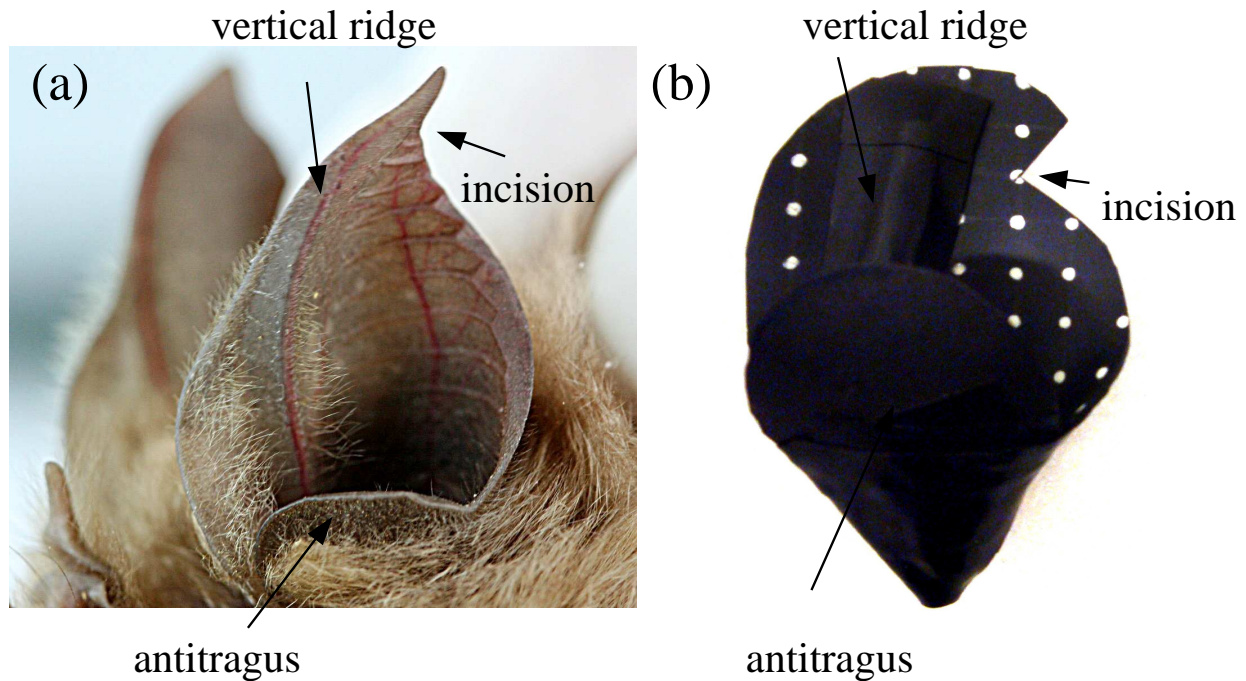 vertical ridge
(a)
incision
antitragus
vertical ridge
(b)
incision
antitragus